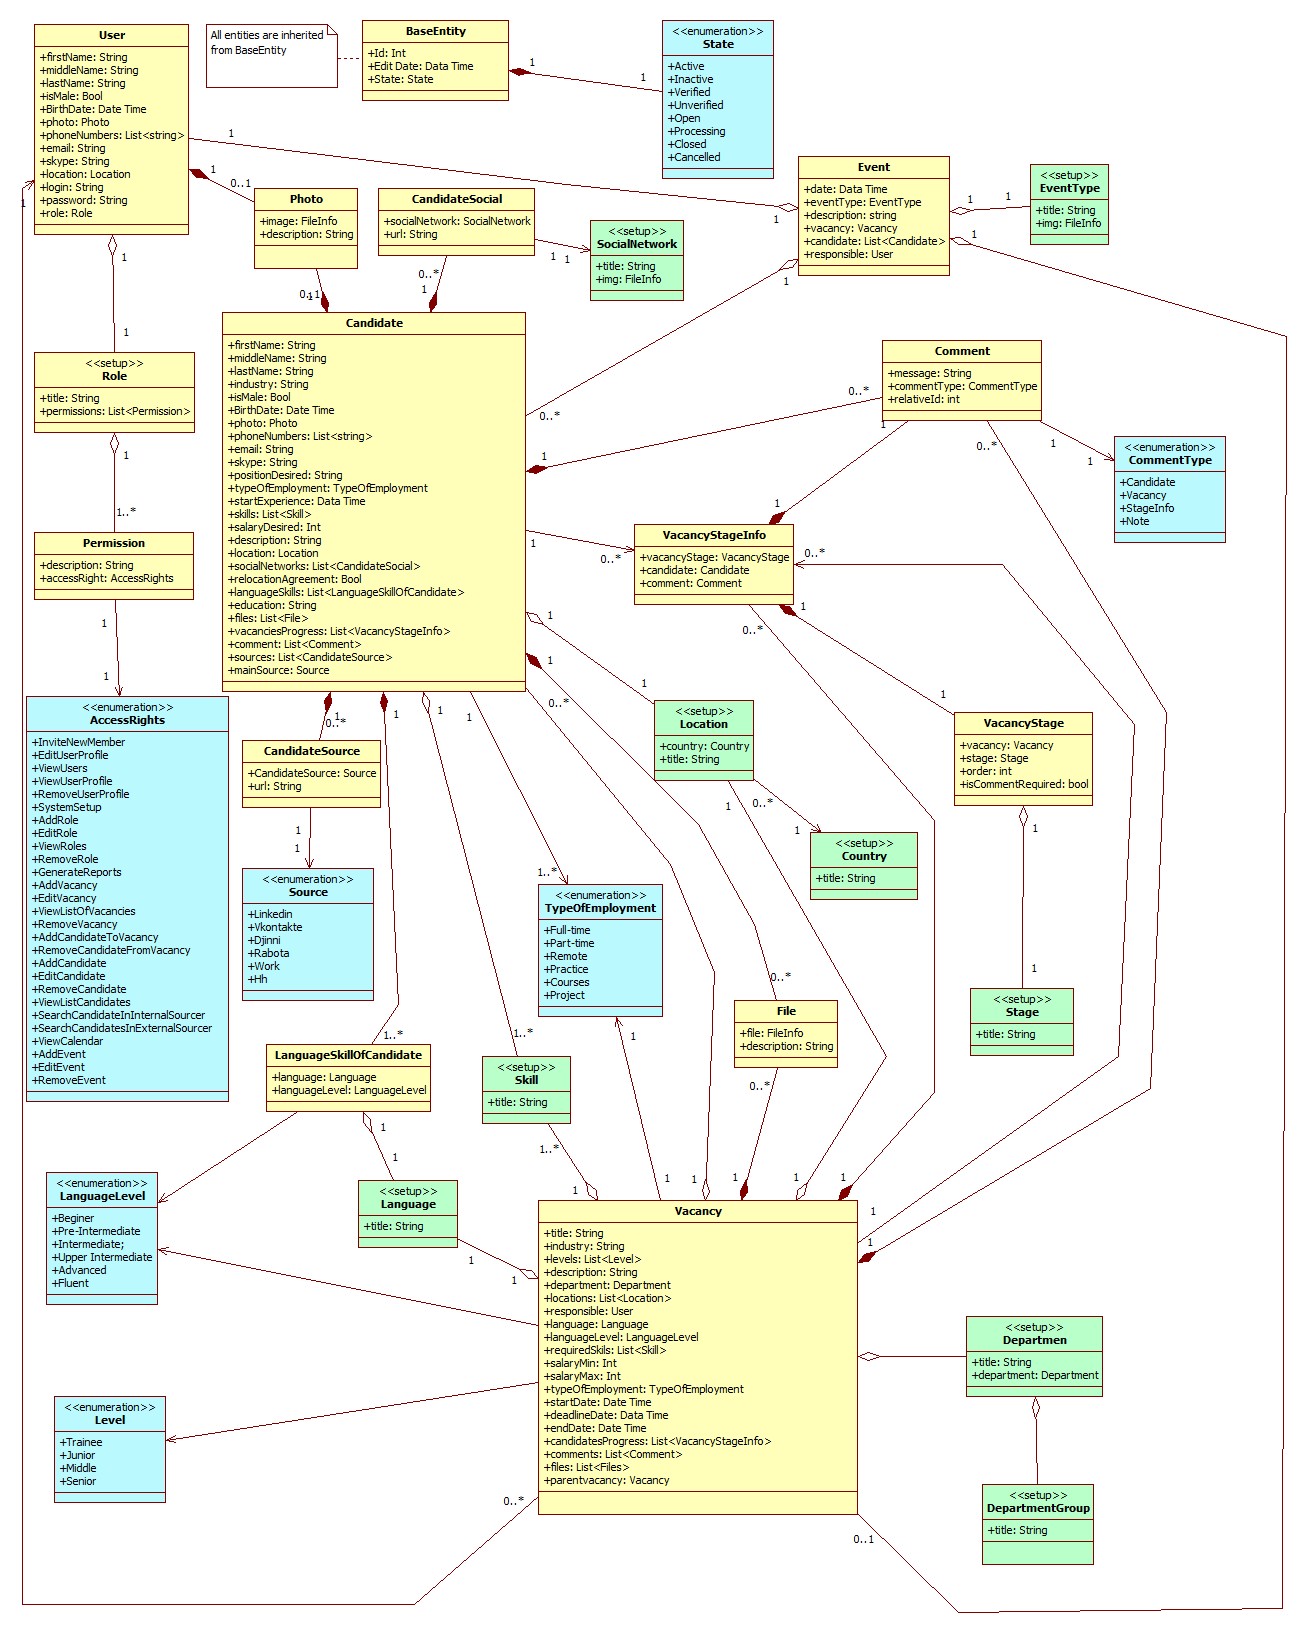 User
+firstName: String
+middleName: String
+lastName: String
+isMale: Bool
+BirthDate: Date Time
+photo: Photo
+phoneNumbers: List<string>
+email: String
+skype: String
+location: Location
+login: String
+password: String
+role: Role
All entities are inherited
from BaseEntity
BaseEntity
+Id: Int
+Edit Date: Data Time
+State: State
1
1
<<enumeration>>
State
+Active
+Inactive
+Verified
+Unverified
+Open
+Processing
+Closed
+Cancelled
1
1
0..1
1
1
Photo
+image: FileInfo
+description: String
CandidateSocial
+socialNetwork: SocialNetwork
+url: String
1
1
<<setup>>
SocialNetwork
+title: String
+img: FileInfo
Event
+date: Data Time
+eventType: EventType
+description: string
+vacancy: Vacancy
+candidate: List<Candidate>
+responsible: User
1
1
1
1
1
<<setup>>
EventType
+title: String
+img: FileInfo
0..1
1
0..*
1
1
1
<<setup>>
Role
+title: String
+permissions: List<Permission>
1
1..*
Permission
+description: String
+accessRight: AccessRights
1
1
Candidate
+firstName: String
+middleName: String
+lastName: String
+industry: String
+isMale: Bool
+BirthDate: Date Time
+photo: Photo
+phoneNumbers: List<string>
+email: String
+skype: String
+positionDesired: String
+typeOfEmployment: TypeOfEmployment
+startExperience: Data Time
+skills: List<Skill>
+salaryDesired: Int
+description: String
+location: Location
+socialNetworks: List<CandidateSocial>
+relocationAgreement: Bool
+languageSkills: List<LanguageSkillOfCandidate>
+education: String
+files: List<File>
+vacanciesProgress: List<VacancyStageInfo>
+comment: List<Comment>
+sources: List<CandidateSource>
+mainSource: Source
0..*
1
0..*
1
0..*
1
1
0..*
Comment
+message: String
+commentType: CommentType
+relativeId: int
1
0..*
1
1
<<enumeration>>
CommentType
+Candidate
+Vacancy
+StageInfo
+Note
1
VacancyStageInfo
+vacancyStage: VacancyStage
+candidate: Candidate
+comment: Comment
0..*
0..*
1
1
VacancyStage
+vacancy: Vacancy
+stage: Stage
+order: int
+isCommentRequired: bool
1
1
<<setup>>
Stage
+title: String
<<enumeration>>
AccessRights
+InviteNewMember
+EditUserProfile
+ViewUsers
+ViewUserProfile
+RemoveUserProfile
+SystemSetup
+AddRole
+EditRole
+ViewRoles
+RemoveRole
+GenerateReports
+AddVacancy
+EditVacancy
+ViewListOfVacancies
+RemoveVacancy
+AddCandidateToVacancy
+RemoveCandidateFromVacancy
+AddCandidate
+EditCandidate
+RemoveCandidate
+ViewListCandidates
+SearchCandidateInInternalSourcer
+SearchCandidatesInExternalSourcer
+ViewCalendar
+AddEvent
+EditEvent
+RemoveEvent
1
0..*
1
1
1
CandidateSource
+CandidateSource: Source
+url: String
1
1
<<enumeration>>
Source
+Linkedin
+Vkontakte
+Djinni
+Rabota
+Work
+Hh
1
<<setup>>
Location
+country: Country
+title: String
1
0..*
1
<<setup>>
Country
+title: String
1..*
<<enumeration>>
TypeOfEmployment
+Full-time
+Part-time
+Remote
+Practice
+Courses
+Project
1
0..*
File
+file: FileInfo
+description: String
0..*
1..*
LanguageSkillOfCandidate
+language: Language
+languageLevel: LanguageLevel
1
1
1..*
<<setup>>
Skill
+title: String
1..*
<<enumeration>>
LanguageLevel
+Beginer
+Pre-Intermediate
+Intermediate;
+Upper Intermediate
+Advanced
+Fluent
<<setup>>
Language
+title: String
1
1
1
1
1
1
1
1
1
Vacancy
+title: String
+industry: String
+levels: List<Level>
+description: String
+department: Department
+locations: List<Location>
+responsible: User
+language: Language
+languageLevel: LanguageLevel
+requiredSkils: List<Skill>
+salaryMin: Int
+salaryMax: Int
+typeOfEmployment: TypeOfEmployment
+startDate: Date Time
+deadlineDate: Data Time
+endDate: Date Time
+candidatesProgress: List<VacancyStageInfo>
+comments: List<Comment>
+files: List<Files>
+parentvacancy: Vacancy
0..*
0..1
<<enumeration>>
Level
+Trainee
+Junior
+Middle
+Senior
<<setup>>
Departmen
+title: String
+department: Department
<<setup>>
DepartmentGroup
+title: String